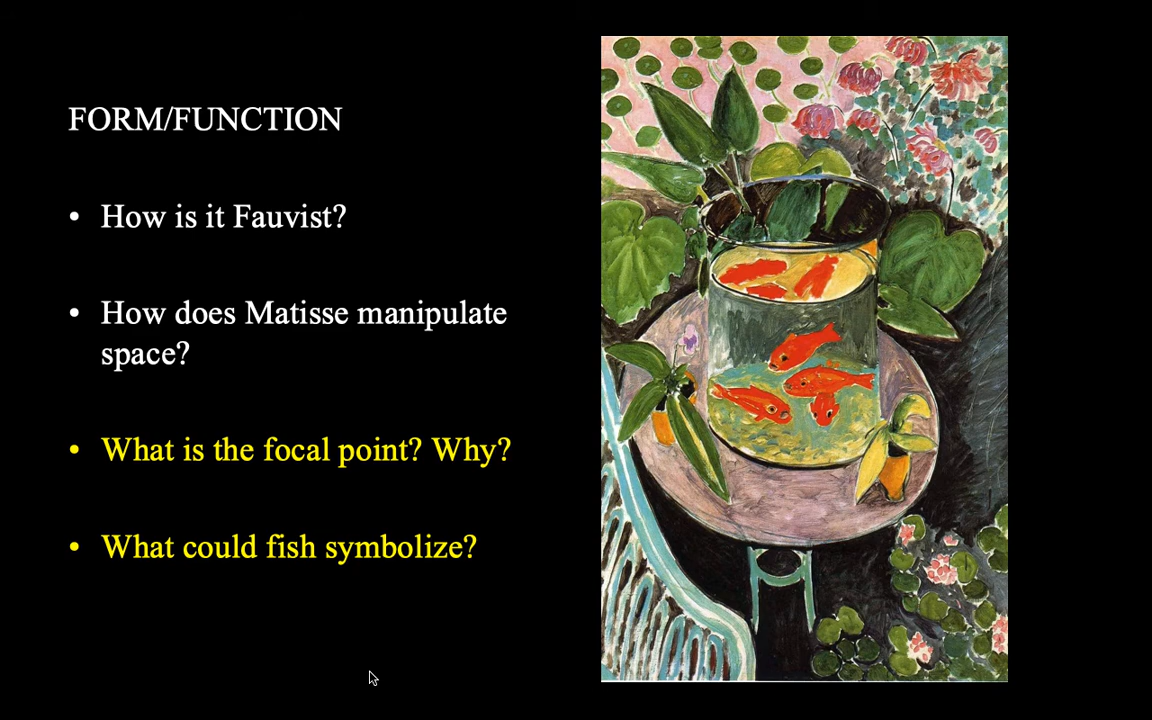 FORM/FUNCTION
• How is it Fauvist?
• How does Matisse manipulate
space?
• What is the focal point? Why?
• What could fish symbolize?